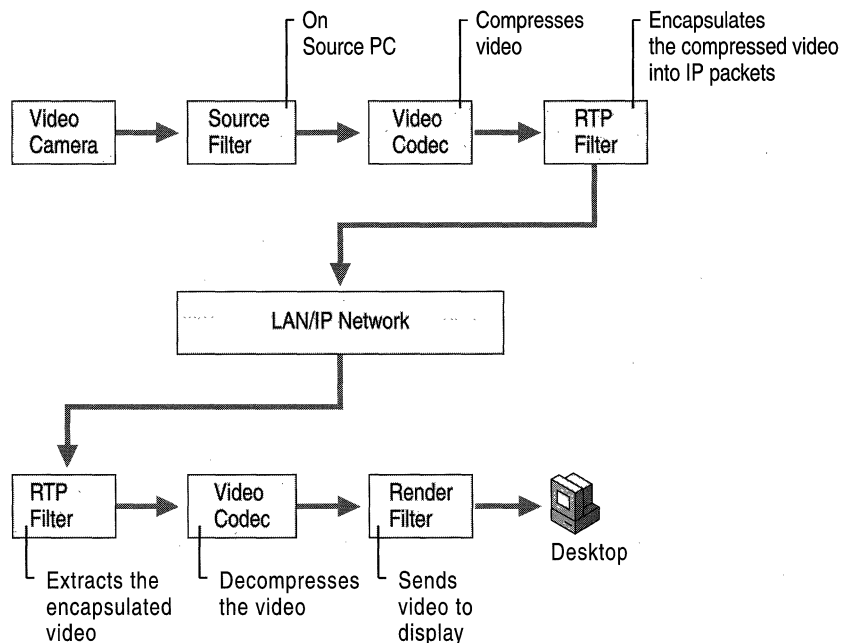 On
Source PC
Compresses
video
Encapsulates
the compressed video
into IP packets
Video
Camera
Source
Filter
Video
Codec
RTP
Filter
LAN/IP Network
RTP
Filter
Video
Codec
Render
Filter
Desktop
Extracts the
encapsulated
video
Decompresses
the video
Sends
video to
display